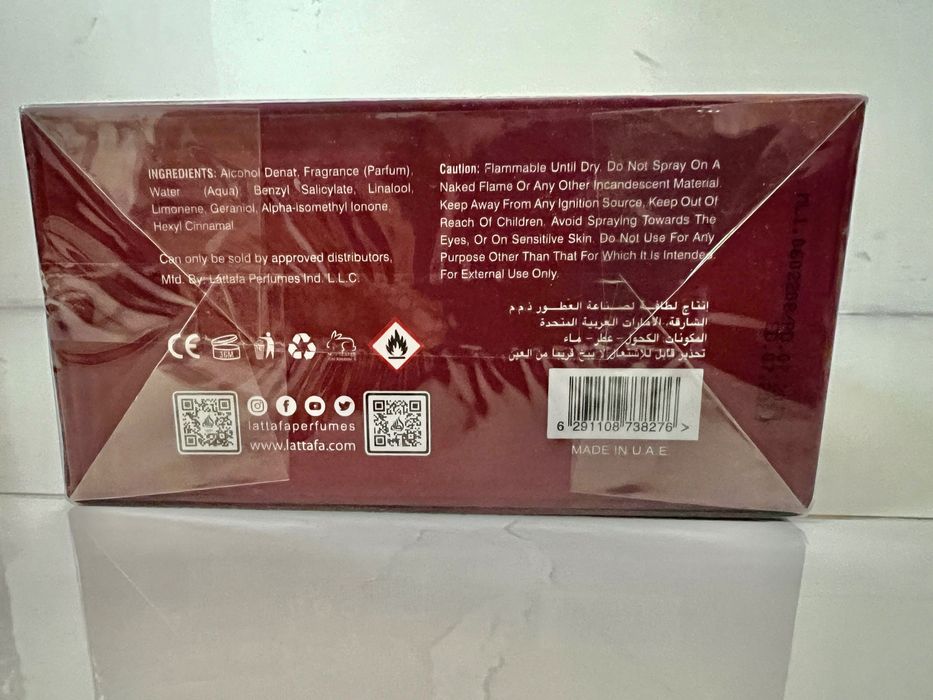 INGREDIENTS: Alcohol Denat, Fragrance (Parfum),
Water (Aqua) Benzyl Salicylate, Linalool,
Limonene, Geraniol, Alpha-isomethyl Ionone,
Hexyl Cinnamal
Can only be sold by approved distributors,
Mfd. By: Lattafa Perfumes Ind. L.L.C.
Caution: Flammable Until Dry. Do Not Spray On A
Naked Flame Or Any Other Incandescent Material.
Keep Away From Any Ignition Source, Keep Out Of
Reach Of Children, Avoid Spraying Towards The
Eyes, Or On Sensitive Skin. Do Not Use For Any
Purpose Other Than That For Which It Is Intended.
For External Use Only.
انتاج لطافة لصناعة العطور ذ.م.م
الشارقة، الأمارات العربية المتحدة
المكونات الكحول - عطر - ماء
تحذير قابل للاشتعال لا يبخ قريبا من العين
CE
36M
lattafaperfumes
www.lattafa.com
6 291108 738276 >
MADE IN U A E